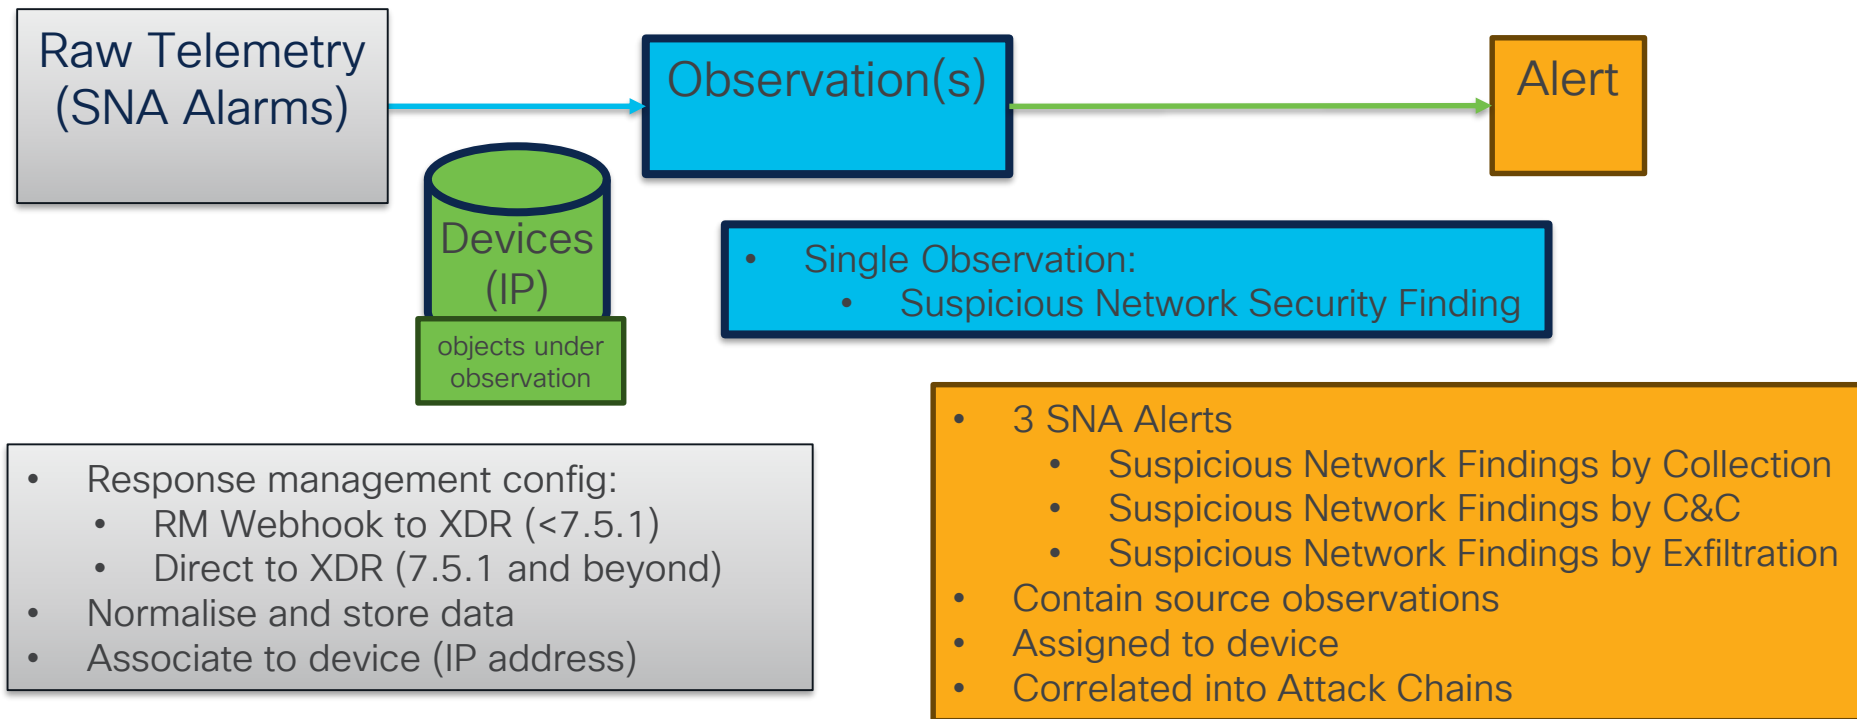 Raw Telemetry
(SNA Alarms)
Observation(s)
Alert
Devices
(IP)
objects under
observation
• Single Observation:
• Suspicious Network Security Finding
• Response management config:
• RM Webhook to XDR (<7.5.1)
• Direct to XDR (7.5.1 and beyond)
• Normalise and store data
• Associate to device (IP address)
• 3 SNA Alerts
• Suspicious Network Findings by Collection
• Suspicious Network Findings by C&C
• Suspicious Network Findings by Exfiltration
• Contain source observations
• Assigned to device
• Correlated into Attack Chains